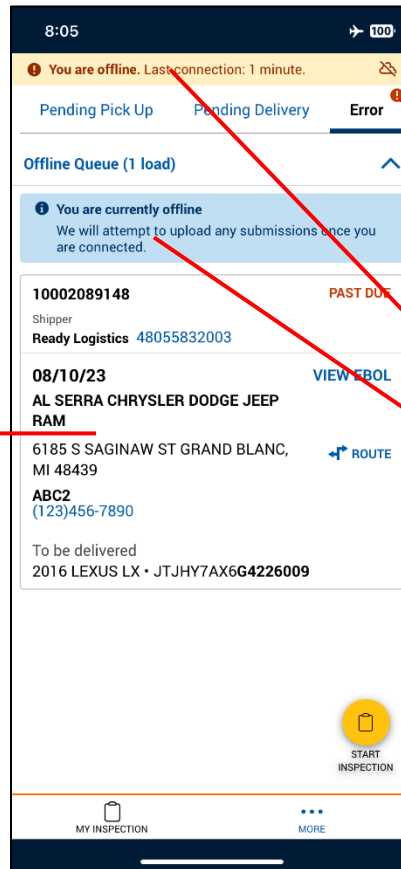 8:05
100
You are offline. Last connection: 1 minute.
Pending Pick Up Pending Delivery Error
Offline Queue (1 load)
You are currently offline
We will attempt to upload any submissions once you
are connected.
10002089148 PAST DUE
Shipper
Ready Logistics 48055832003
08/10/23 VIEW EBOL
AL SERRA CHRYSLER DODGE JEEP
RAM
6185 S SAGINAW ST GRAND BLANC,
MI 48439
ROUTE
ABC2
(123)456-7890
To be delivered
2016 LEXUS LX • JTJHY7AX6G4226009
START
INSPECTION
MY INSPECTION MORE